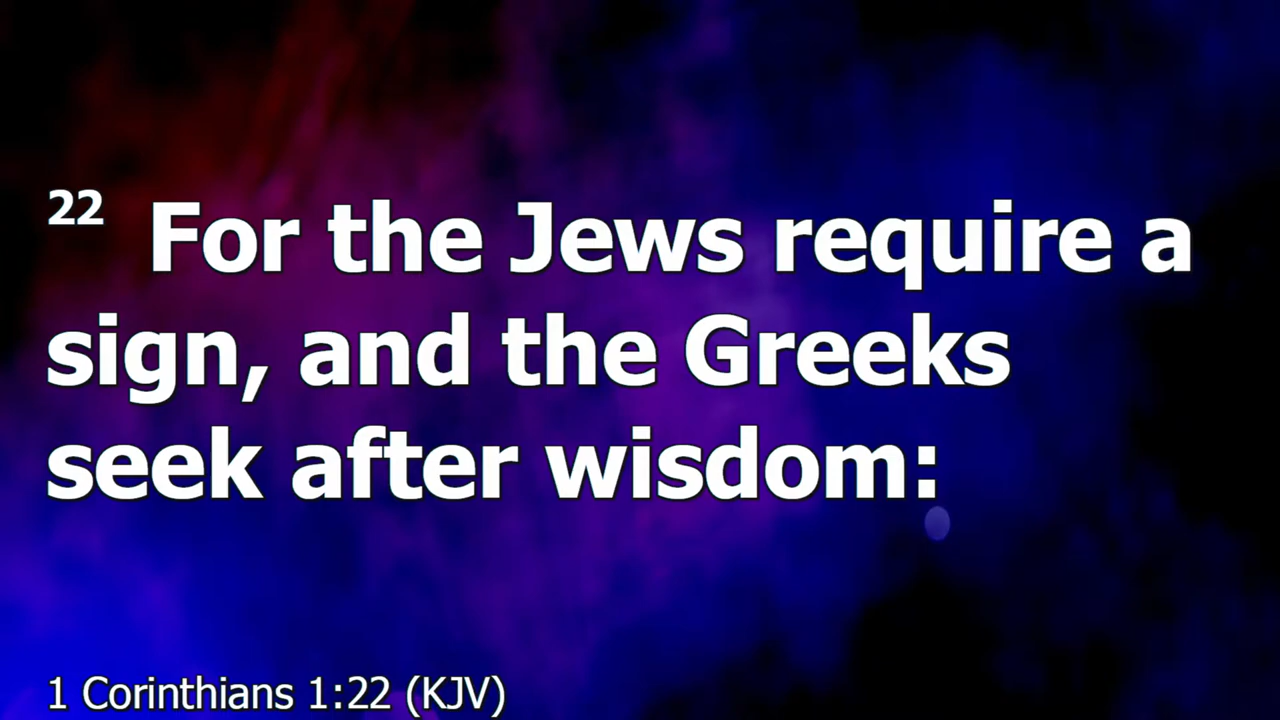 22 For the Jews require a
sign, and the Greeks
seek after wisdom:
1 Corinthians 1:22 (KJV)